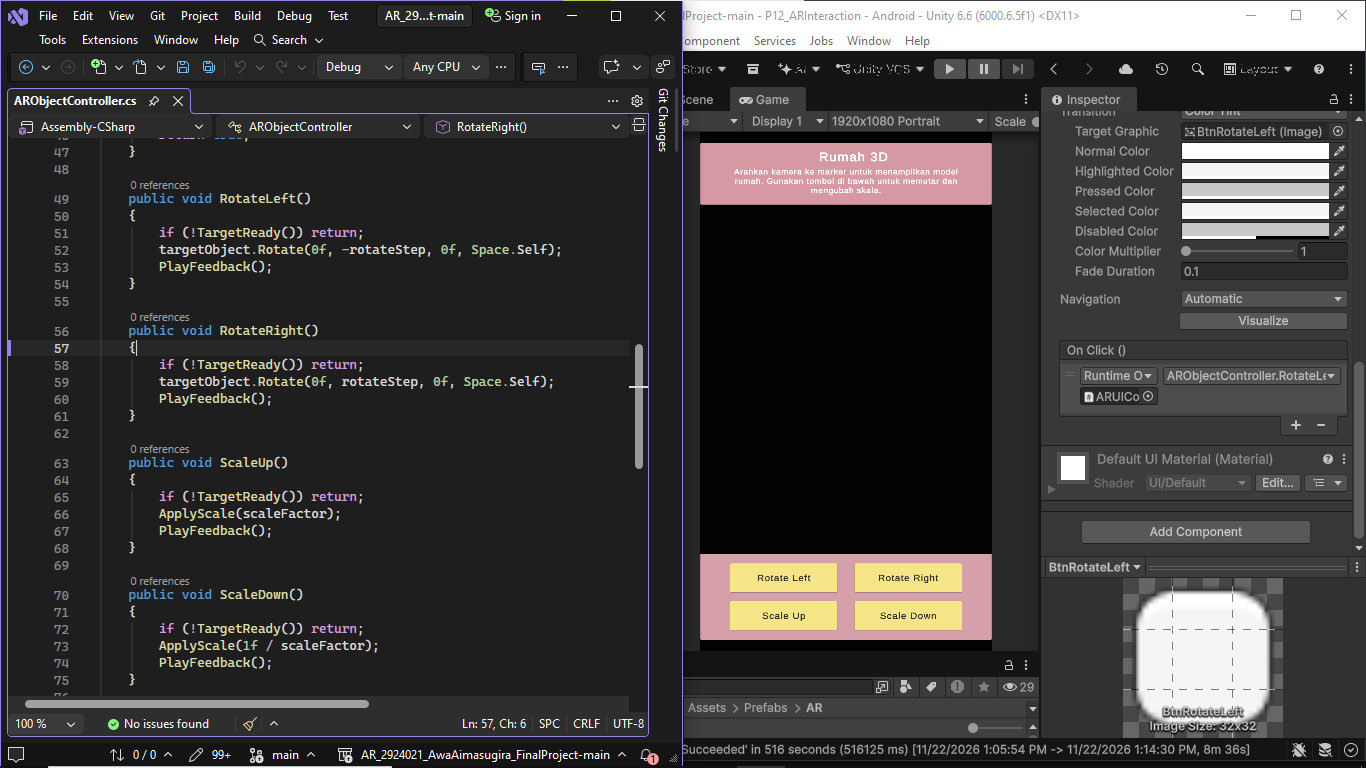 File Edit View Git Project Build Debug Test AR_29...t-main Sign in
Tools Extensions Window Help Search
Debug Any CPU
ARObjectController.cs
Git Changes
Assembly-CSharp ARObjectController RotateRight()
47 }
48
0 references
49 public void RotateLeft()
50 {
51 if (!TargetReady()) return;
52 targetObject.Rotate(0f, -rotateStep, 0f, Space.Self);
53 PlayFeedback();
54 }
55
0 references
56 public void RotateRight()
57 {
58 if (!TargetReady()) return;
59 targetObject.Rotate(0f, rotateStep, 0f, Space.Self);
60 PlayFeedback();
61 }
62
0 references
63 public void ScaleUp()
64 {
65 if (!TargetReady()) return;
66 ApplyScale(scaleFactor);
67 PlayFeedback();
68 }
69
0 references
70 public void ScaleDown()
71 {
72 if (!TargetReady()) return;
73 ApplyScale(1f / scaleFactor);
74 PlayFeedback();
75 }
100 % No issues found Ln: 57, Ch: 6 SPC CRLF UTF-8
0 / 0 99+ main AR_2924021_AwaAimasugira_FinalProject-main 1
lProject-main - P12_ARInteraction - Android - Unity 6.6 (6000.6.5f1) <DX11>
omponent Services Jobs Window Help
Store AI Unity VCS Layout
cene Game
Display 1 1920x1080 Portrait Scale
Rumah 3D
Arahkan kamera ke marker untuk menampilkan model
rumah. Gunakan tombol di bawah untuk memutar dan
mengubah skala.
Rotate Left Rotate Right
Scale Up Scale Down
29
Assets > Prefabs > AR
Succeeded' in 516 seconds (516125 ms) [11/22/2026 1:05:54 PM -> 11/22/2026 1:14:30 PM, 8m 36s]
Inspector
Transition Color Tint
Target Graphic BtnRotateLeft (Image)
Normal Color
Highlighted Color
Pressed Color
Selected Color
Disabled Color
Color Multiplier 1
Fade Duration 0.1
Navigation Automatic
Visualize
On Click ()
Runtime O ARObjectController.RotateLe
ARUICo
Default UI Material (Material)
Shader UI/Default Edit...
Add Component
BtnRotateLeft
BtnRotateLeft
Image Size: 32x32